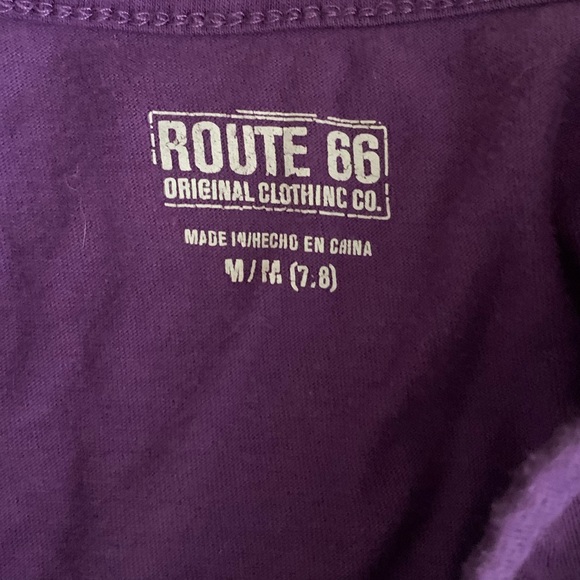 ROUTE 66
ORIGINAL CLOTHING CO.
MADE IN/HECHO EN CHINA
M/M (7.8)